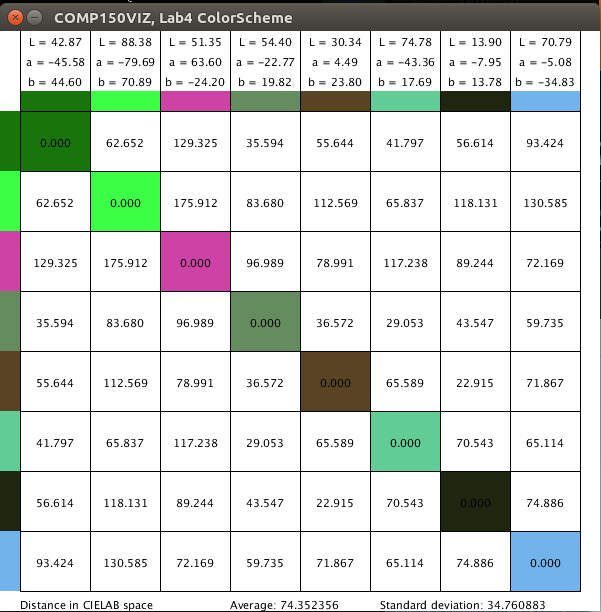 COMP150VIZ, Lab4 ColorScheme
L = 42.87 L = 88.38 L = 51.35 L = 54.40 L = 30.34 L = 74.78 L = 13.90 L = 70.79
a = -45.58 a = -79.69 a = 63.60 a = -22.77 a = 4.49 a = -43.36 a = -7.95 a = -5.08
b = 44.60 b = 70.89 b = -24.20 b = 19.82 b = 23.80 b = 17.69 b = 13.78 b = -34.83
0.000 62.652 129.325 35.594 55.644 41.797 56.614 93.424
62.652 0.000 175.912 83.680 112.569 65.837 118.131 130.585
129.325 175.912 0.000 96.989 78.991 117.238 89.244 72.169
35.594 83.680 96.989 0.000 36.572 29.053 43.547 59.735
55.644 112.569 78.991 36.572 0.000 65.589 22.915 71.867
41.797 65.837 117.238 29.053 65.589 0.000 70.543 65.114
56.614 118.131 89.244 43.547 22.915 70.543 0.000 74.886
93.424 130.585 72.169 59.735 71.867 65.114 74.886 0.000
Distance in CIELAB space Average: 74.352356 Standard deviation: 34.760883